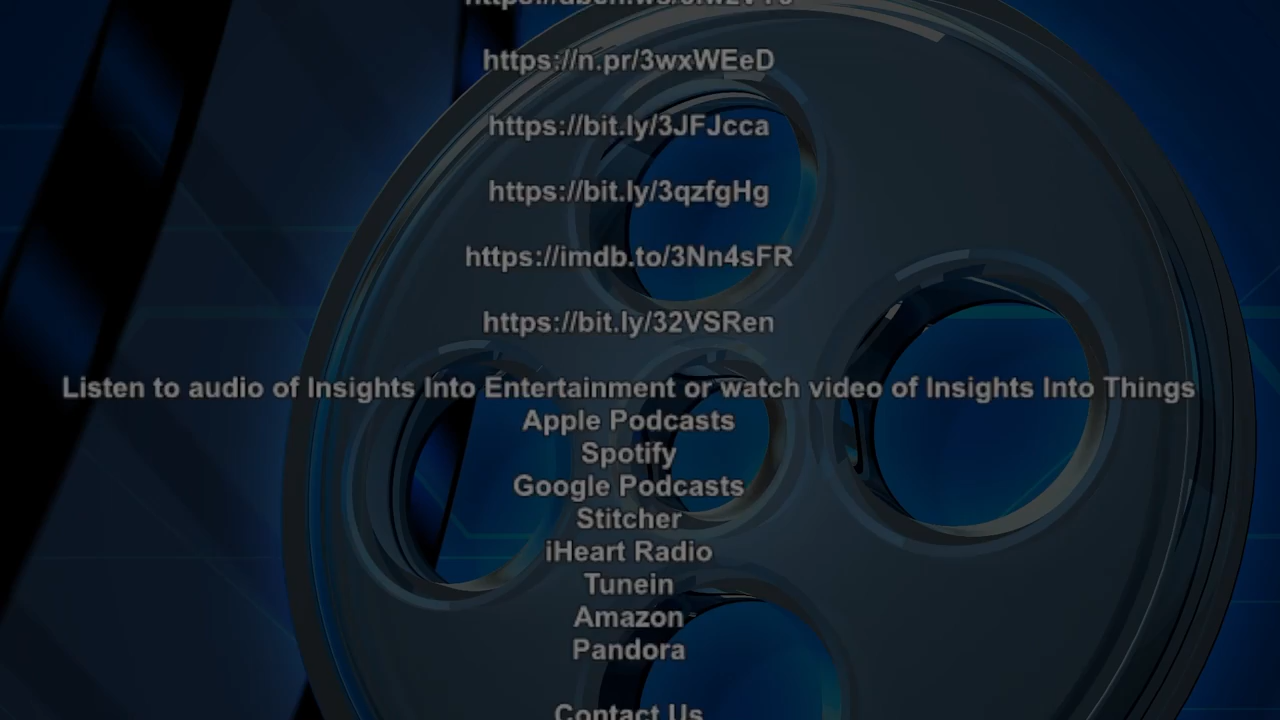 https://n.pr/3wxWEeD
https://bit.ly/3JFJcca
https://bit.ly/3qzfgHg
https://imdb.to/3Nn4sFR
https://bit.ly/32VSRen
Listen to audio of Insights Into Entertainment or watch video of Insights Into Things
Apple Podcasts
Spotify
Google Podcasts
Stitcher
iHeart Radio
Tunein
Amazon
Pandora
Contact Us